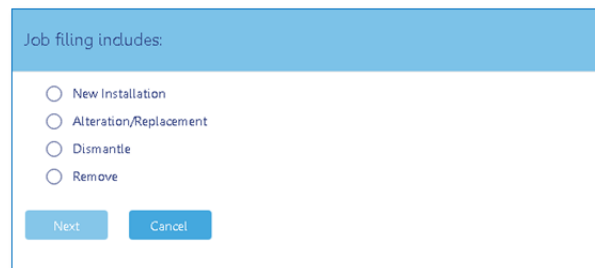 Job filing includes:
New Installation
Alteration/Replacement
Dismantle
Remove
Next Cancel